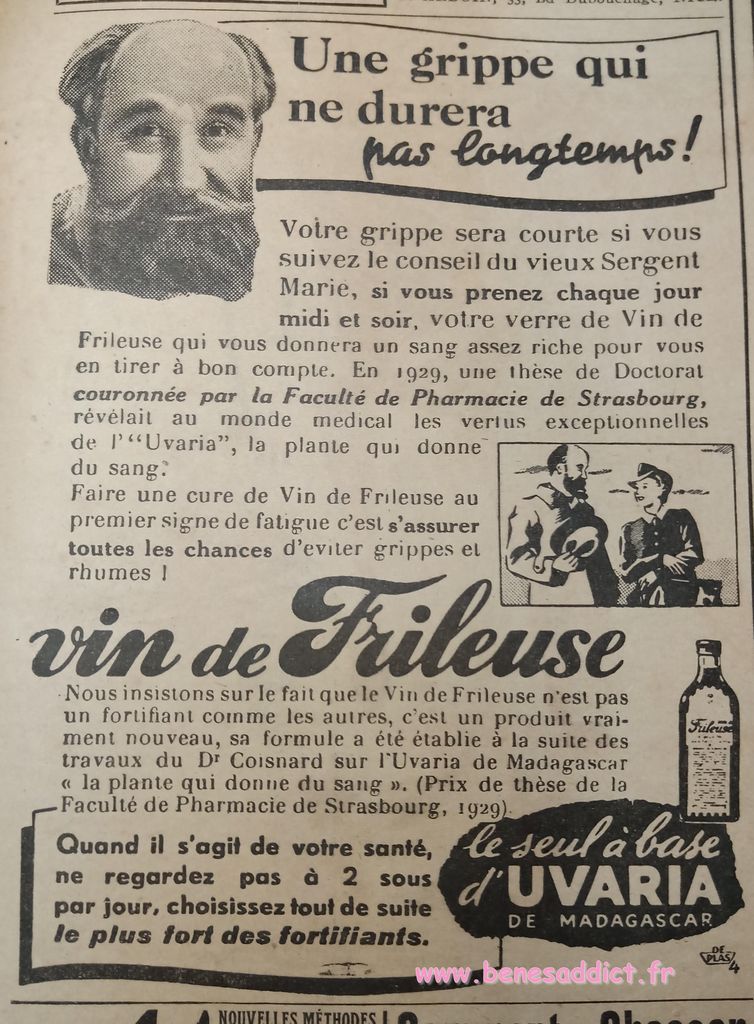 Une grippe qui
ne durera
pas longtemps!
Votre grippe sera courte si vous
suivez le conseil du vieux Sergent
Marie, si vous prenez chaque jour
midi et soir, votre verre de Vin de
Frileuse qui vous donnera un sang assez riche pour vous
en tirer à bon compte. En 1929, une thèse de Doctorat
couronnée par la Faculté de Pharmacie de Strasbourg,
révélait au monde medical les vertus exceptionnelles
de l'"Uvaria", la plante qui donne
du sang.
Faire une cure de Vin de Frileuse au
premier signe de fatigue c'est s'assurer
toutes les chances d'eviter grippes et
rhumes !
vin de Frileuse
Nous insistons sur le fait que le Vin de Frileuse n'est pas
un fortifiant comme les autres, c'est un produit vrai-
ment nouveau, sa formule a été établie à la suite des
travaux du Dr Coisnard sur l'Uvaria de Madagascar
« la plante qui donne du sang ». (Prix de thèse de la
Faculté de Pharmacie de Strasbourg, 1929).
Frileuse
Quand il s'agit de votre santé,
ne regardez pas à 2 sous
par jour, choisissez tout de suite
le plus fort des fortifiants.
le seul à base
d'UVARIA
DE MADAGASCAR
DE
PLAS
4
www.benesaddict.fr
NOUVELLES MÉTHODES !